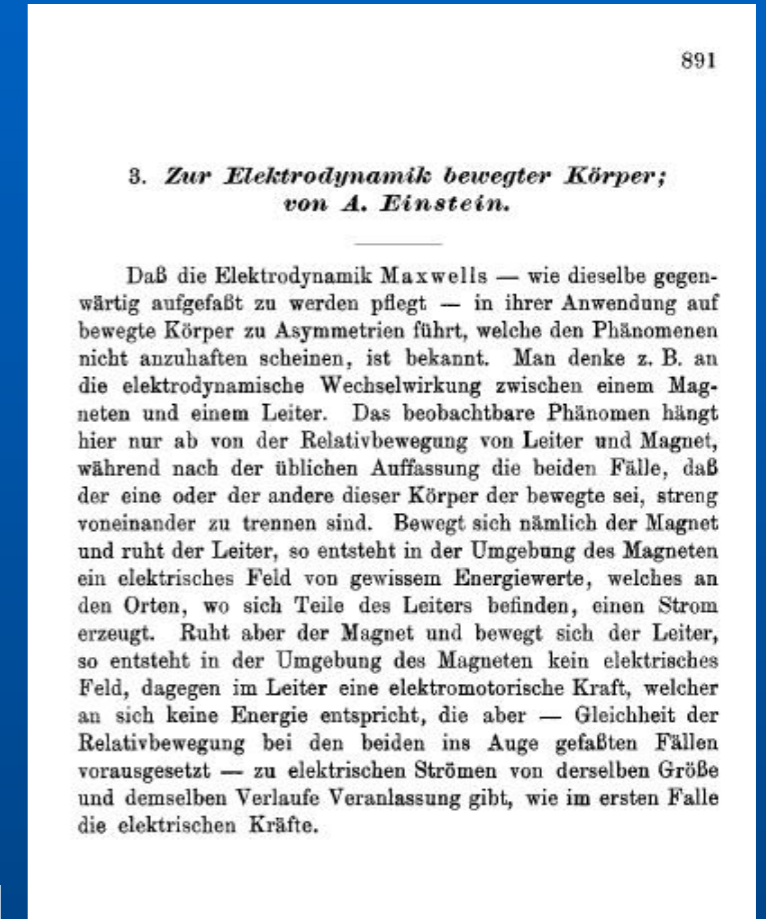 891
3. Zur Elektrodynamik bewegter Körper;
von A. Einstein.
Daß die Elektrodynamik Maxwells — wie dieselbe gegen-
wärtig aufgefaßt zu werden pflegt — in ihrer Anwendung auf
bewegte Körper zu Asymmetrien führt, welche den Phänomenen
nicht anzuhaften scheinen, ist bekannt. Man denke z. B. an
die elektrodynamische Wechselwirkung zwischen einem Mag-
neten und einem Leiter. Das beobachtbare Phänomen hängt
hier nur ab von der Relativbewegung von Leiter und Magnet,
während nach der üblichen Auffassung die beiden Fälle, daß
der eine oder der andere dieser Körper der bewegte sei, streng
voneinander zu trennen sind. Bewegt sich nämlich der Magnet
und ruht der Leiter, so entsteht in der Umgebung des Magneten
ein elektrisches Feld von gewissem Energiewerte, welches an
den Orten, wo sich Teile des Leiters befinden, einen Strom
erzeugt. Ruht aber der Magnet und bewegt sich der Leiter,
so entsteht in der Umgebung des Magneten kein elektrisches
Feld, dagegen im Leiter eine elektromotorische Kraft, welcher
an sich keine Energie entspricht, die aber — Gleichheit der
Relativbewegung bei den beiden ins Auge gefaßten Fällen
vorausgesetzt — zu elektrischen Strömen von derselben Größe
und demselben Verlaufe Veranlassung gibt, wie im ersten Falle
die elektrischen Kräfte.